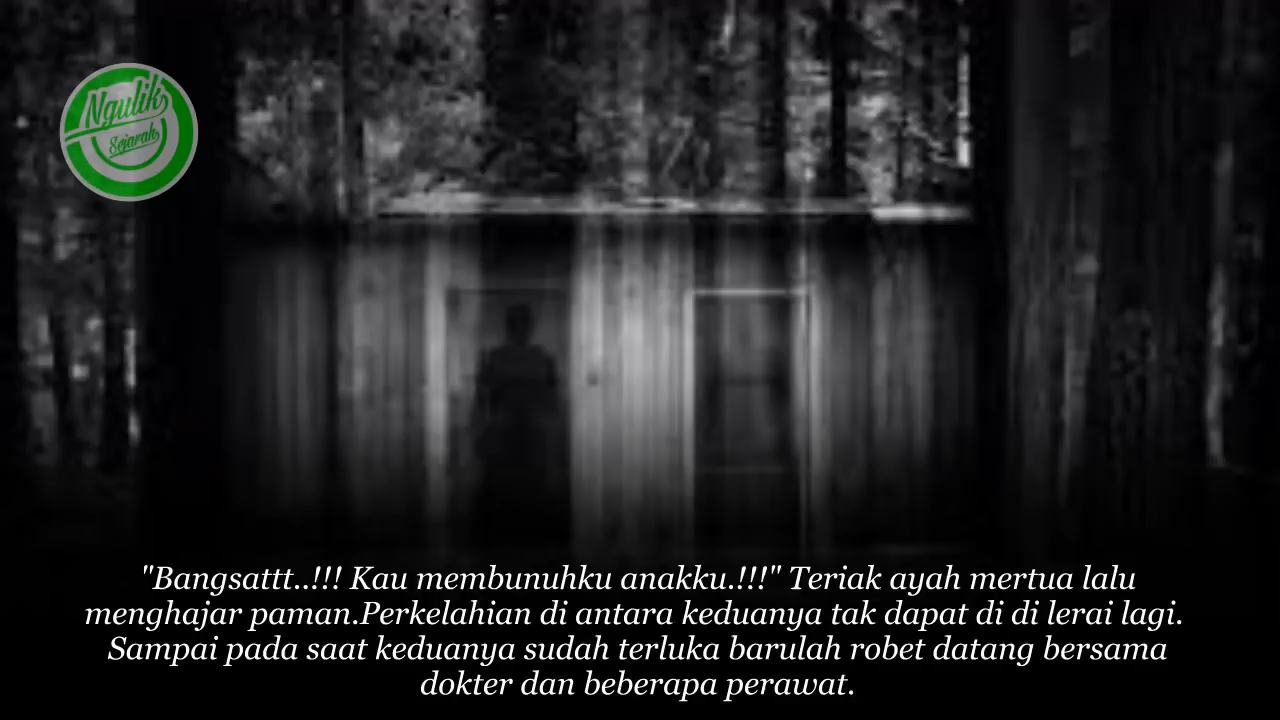 Ngulik
Sejarah
"Bangsattt..!!! Kau membunuhku anakku.!!!" Teriak ayah mertua lalu
menghajar paman.Perkelahian di antara keduanya tak dapat di di lerai lagi.
Sampai pada saat keduanya sudah terluka barulah robet datang bersama
dokter dan beberapa perawat.